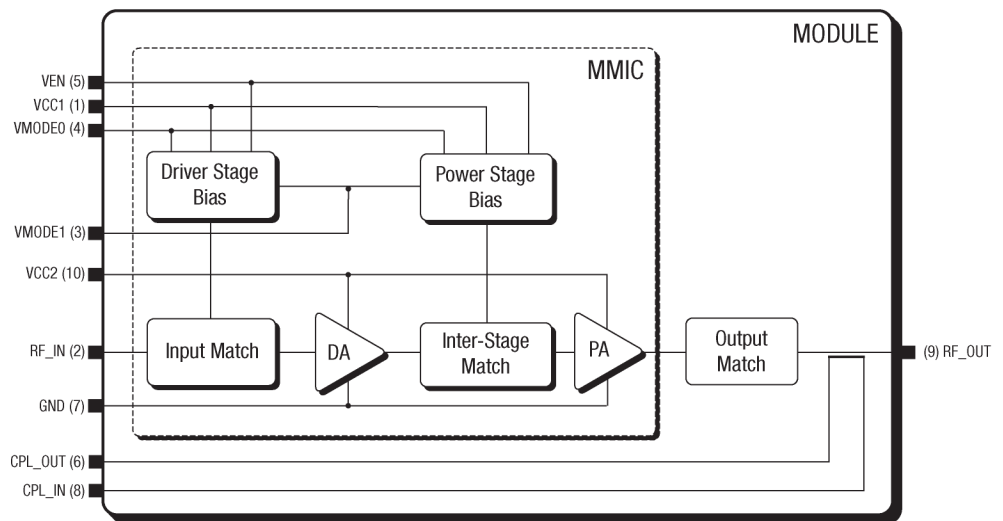 MODULE
MMIC
VEN (5)
VCC1 (1)
VMODE0 (4)
Driver Stage
Bias
Power Stage
Bias
VMODE1 (3)
VCC2 (10)
RF_IN (2)
Input Match
DA
Inter-Stage
Match
PA
Output
Match
(9) RF_OUT
GND (7)
CPL_OUT (6)
CPL_IN (8)